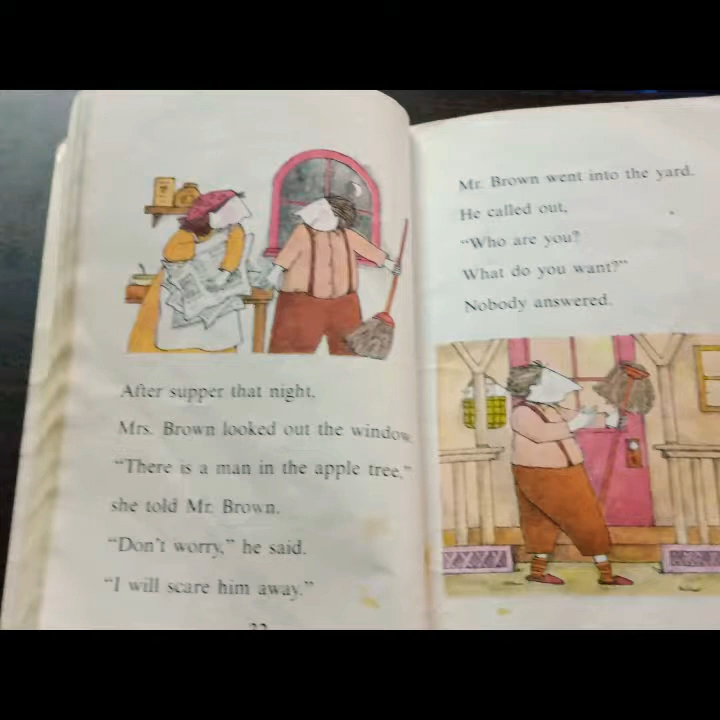 After supper that night,
Mrs. Brown looked out the window.
“There is a man in the apple tree,”
she told Mr. Brown.
“Don't worry,” he said.
“I will scare him away.”
Mr. Brown went into the yard.
He called out,
“Who are you?
What do you want?”
Nobody answered.